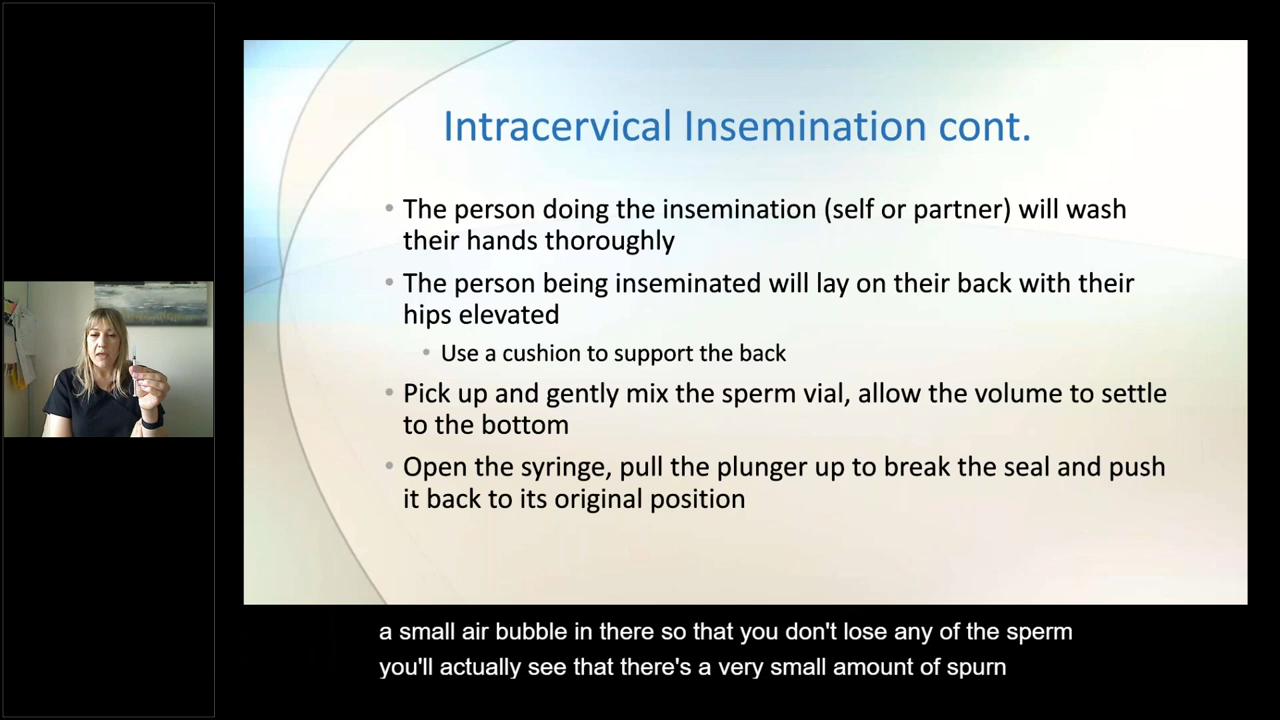 Intracervical Insemination cont.
• The person doing the insemination (self or partner) will wash
their hands thoroughly
• The person being inseminated will lay on their back with their
hips elevated
• Use a cushion to support the back
• Pick up and gently mix the sperm vial, allow the volume to settle
to the bottom
• Open the syringe, pull the plunger up to break the seal and push
it back to its original position
a small air bubble in there so that you don't lose any of the sperm
you'll actually see that there's a very small amount of spurn